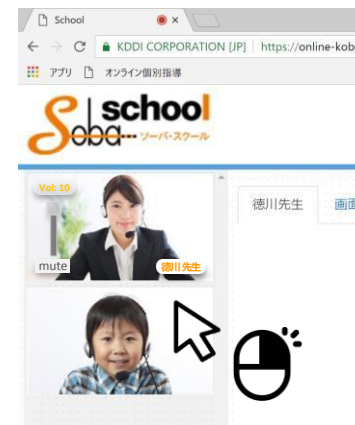 School
KDDI CORPORATION [JP] https://online-kob
アプリ オンライン個別指導
Soba school
ソーバ・スクール
Vol: 10
徳川先生 画面
mute 徳川先生